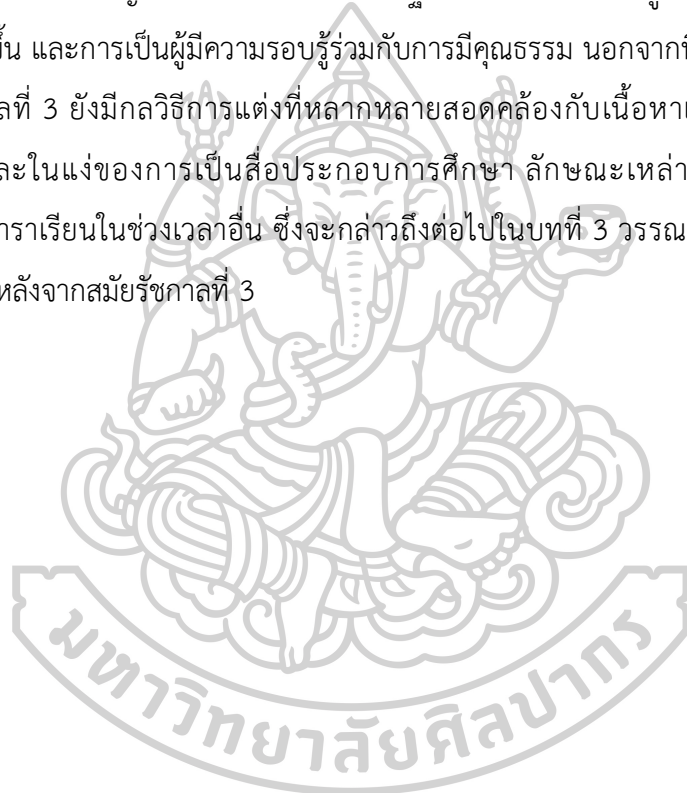 ขึ้น และการเป็นผู้มีความรอบรู้ร่วมกับการมีคุณธรรม นอกจากนี้
ลที่ 3 ยังมีกลวิธีการแต่งที่หลากหลายสอดคล้องกับเนื้อหา
ละในแง่ของการเป็นสื่อประกอบการศึกษา ลักษณะเหล่า
าราเรียนในช่วงเวลาอื่น ซึ่งจะกล่าวถึงต่อไปในบทที่ 3 วรรณ
หลังจากสมัยรัชกาลที่ 3
มหาวิทยาลัยศิลปากร